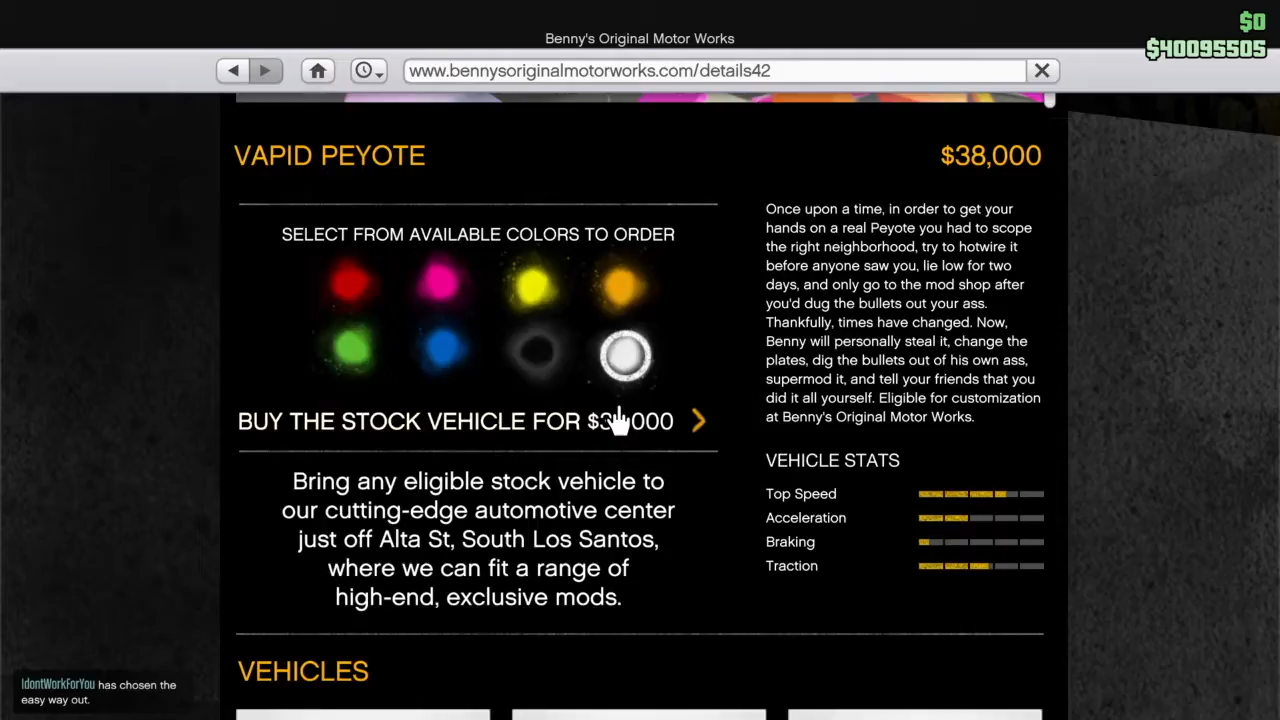 $0
Benny's Original Motor Works
$40095505
www.bennysoriginalmotorworks.com/details42
VAPID PEYOTE
$38,000
SELECT FROM AVAILABLE COLORS TO ORDER
BUY THE STOCK VEHICLE FOR $38,000
Bring any eligible stock vehicle to
our cutting-edge automotive center
just off Alta St, South Los Santos,
where we can fit a range of
high-end, exclusive mods.
Once upon a time, in order to get your
hands on a real Peyote you had to scope
the right neighborhood, try to hotwire it
before anyone saw you, lie low for two
days, and only go to the mod shop after
you'd dug the bullets out your ass.
Thankfully, times have changed. Now,
Benny will personally steal it, change the
plates, dig the bullets out of his own ass,
supermod it, and tell your friends that you
did it all yourself. Eligible for customization
at Benny's Original Motor Works.
VEHICLE STATS
Top Speed
Acceleration
Braking
Traction
VEHICLES
IdontWorkForYou has chosen the
easy way out.